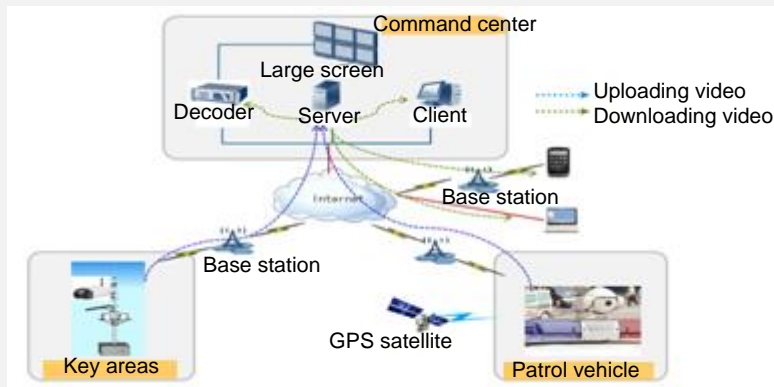 Command center
Large screen
Decoder
Server
Client
Uploading video
Downloading video
Internet
Base station
Base station
GPS satellite
Key areas
Patrol vehicle